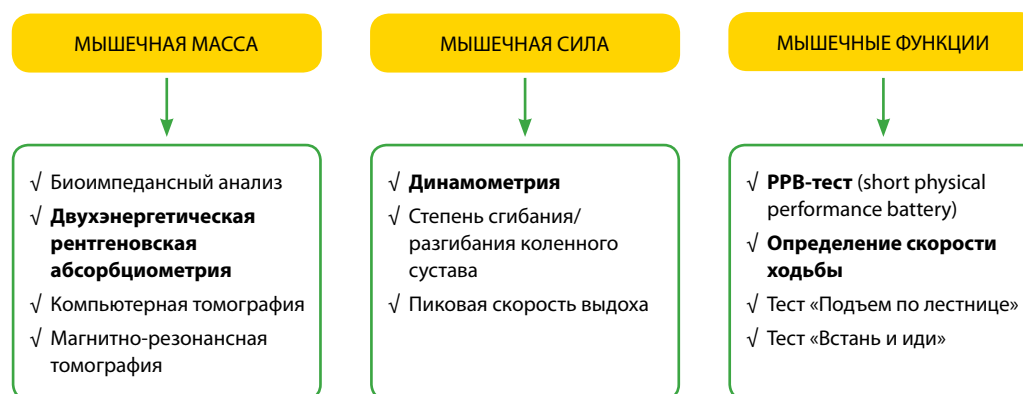 МЫШЕЧНАЯ МАССА
√ Биоимпедансный анализ
√ Двухэнергетическая
рентгеновская
абсорбциометрия
√ Компьютерная томография
√ Магнитно-резонансная
томография
МЫШЕЧНАЯ СИЛА
√ Динамометрия
√ Степень сгибания/
разгибания коленного
сустава
√ Пиковая скорость выдоха
МЫШЕЧНЫЕ ФУНКЦИИ
√ PPB-тест (short physical
performance battery)
√ Определение скорости
ходьбы
√ Тест «Подъем по лестнице»
√ Тест «Встань и иди»